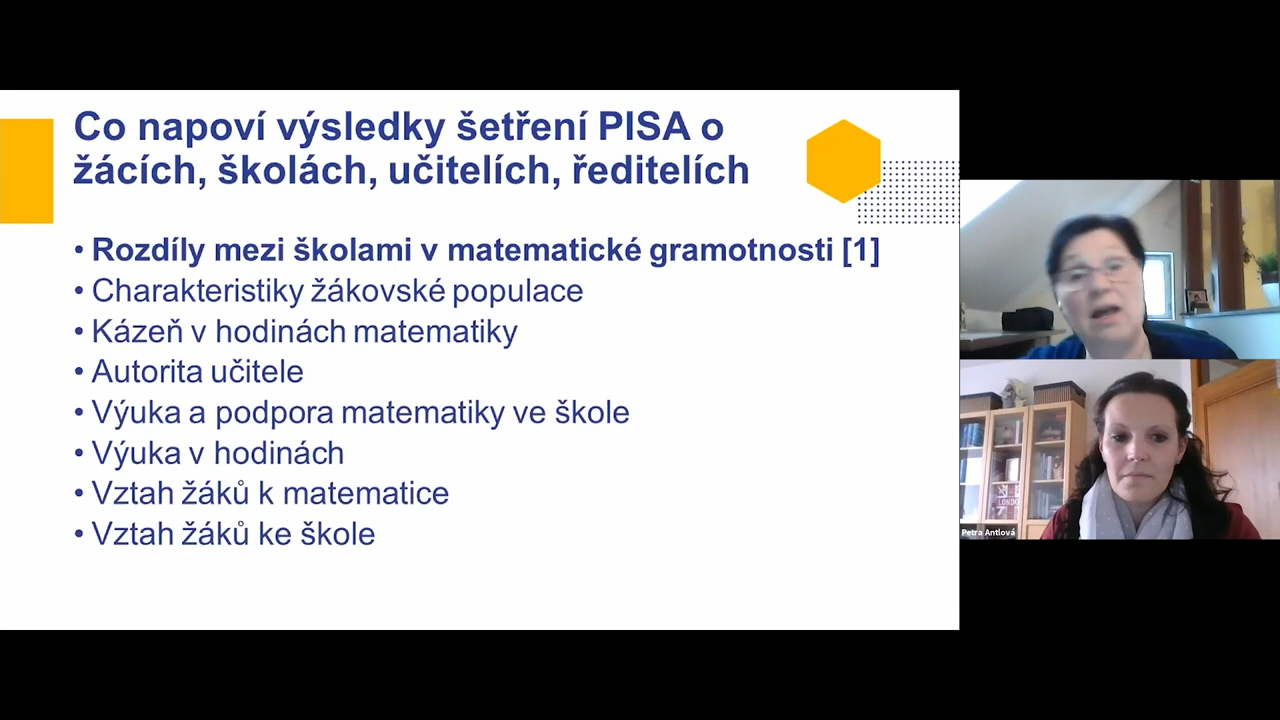 Co napoví výsledky šetření PISA o
žácích, školách, učitelích, ředitelích
• Rozdíly mezi školami v matematické gramotnosti [1]
• Charakteristiky žákovské populace
• Kázeň v hodinách matematiky
• Autorita učitele
• Výuka a podpora matematiky ve škole
• Výuka v hodinách
• Vztah žáků k matematice
• Vztah žáků ke škole
LONDON
Petra Antlová